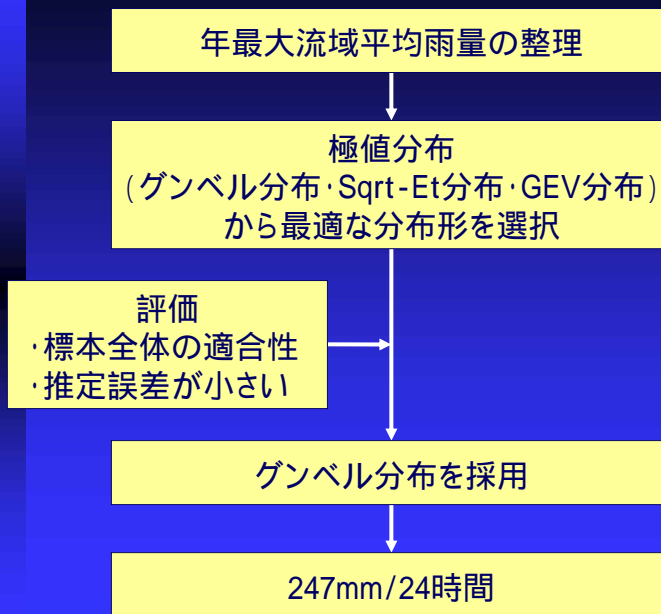 年最大流域平均雨量の整理
極値分布
(グンベル分布・Sqrt-Et分布・GEV分布)
から最適な分布形を選択
評価
・標本全体の適合性
・推定誤差が小さい
グンベル分布を採用
247mm/24時間